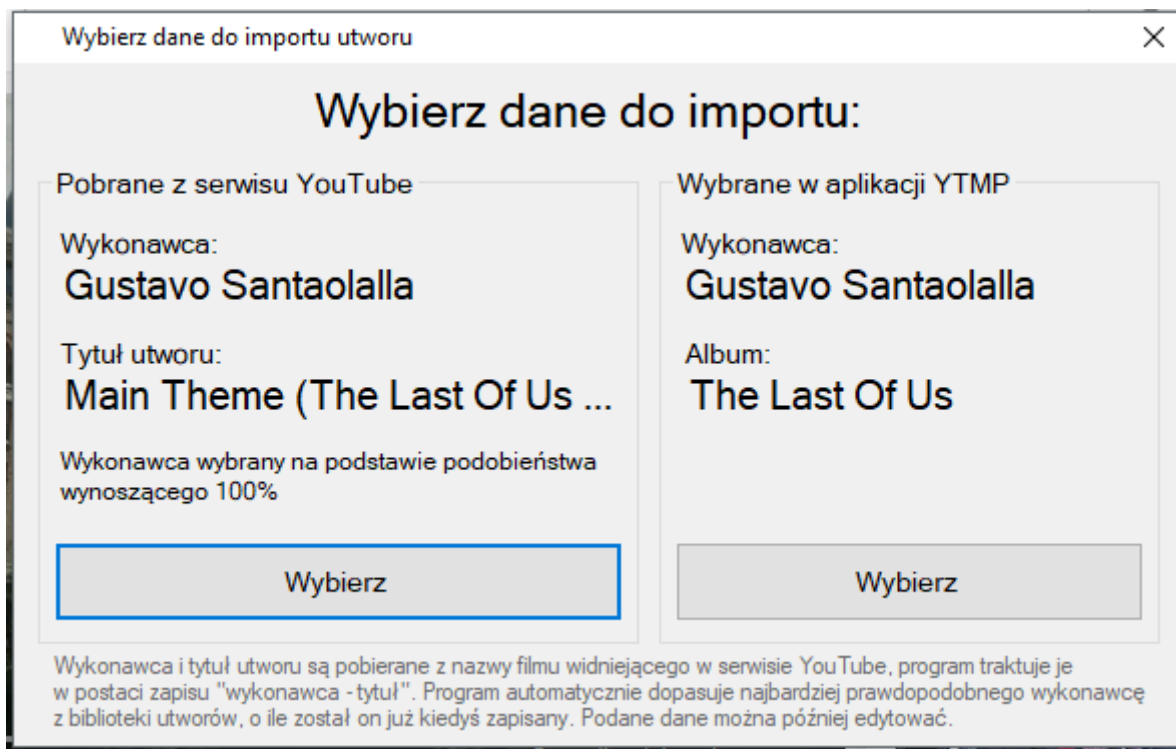 Wybierz dane do importu utworu
Wybierz dane do importu:
Pobrane z serwisu YouTube
Wykonawca:
Gustavo Santaolalla
Tytuł utworu:
Main Theme (The Last Of Us ...
Wykonawca wybrany na podstawie podobieństwa
wynoszącego 100%
Wybierz
Wybrane w aplikacji YTMP
Wykonawca:
Gustavo Santaolalla
Album:
The Last Of Us
Wybierz
Wykonawca i tytuł utworu są pobierane z nazwy filmu widniejącego w serwisie YouTube, program traktuje je
w postaci zapisu "wykonawca - tytuł". Program automatycznie dopasuje najbardziej prawdopodobnego wykonawcę
z biblioteki utworów, o ile został on już kiedyś zapisany. Podane dane można później edytować.